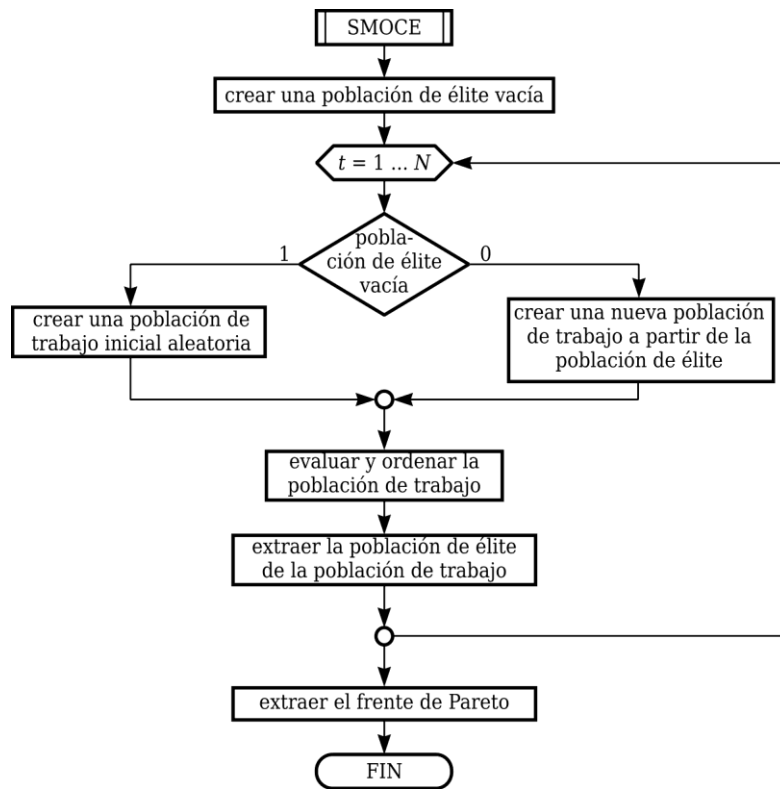 SMOCE
crear una población de élite vacía
t = 1 ... N
pobla-
ción de élite
vacía
1
0
crear una población de
trabajo inicial aleatoria
crear una nueva población
de trabajo a partir de la
población de élite
evaluar y ordenar la
población de trabajo
extraer la población de élite
de la población de trabajo
extraer el frente de Pareto
FIN